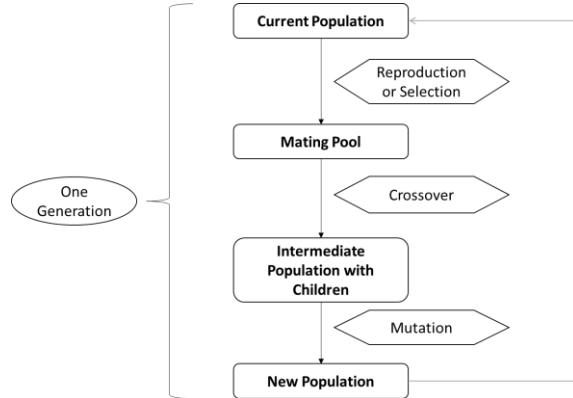 Current Population
Reproduction
or Selection
Mating Pool
One
Generation
Crossover
Intermediate
Population with
Children
Mutation
New Population